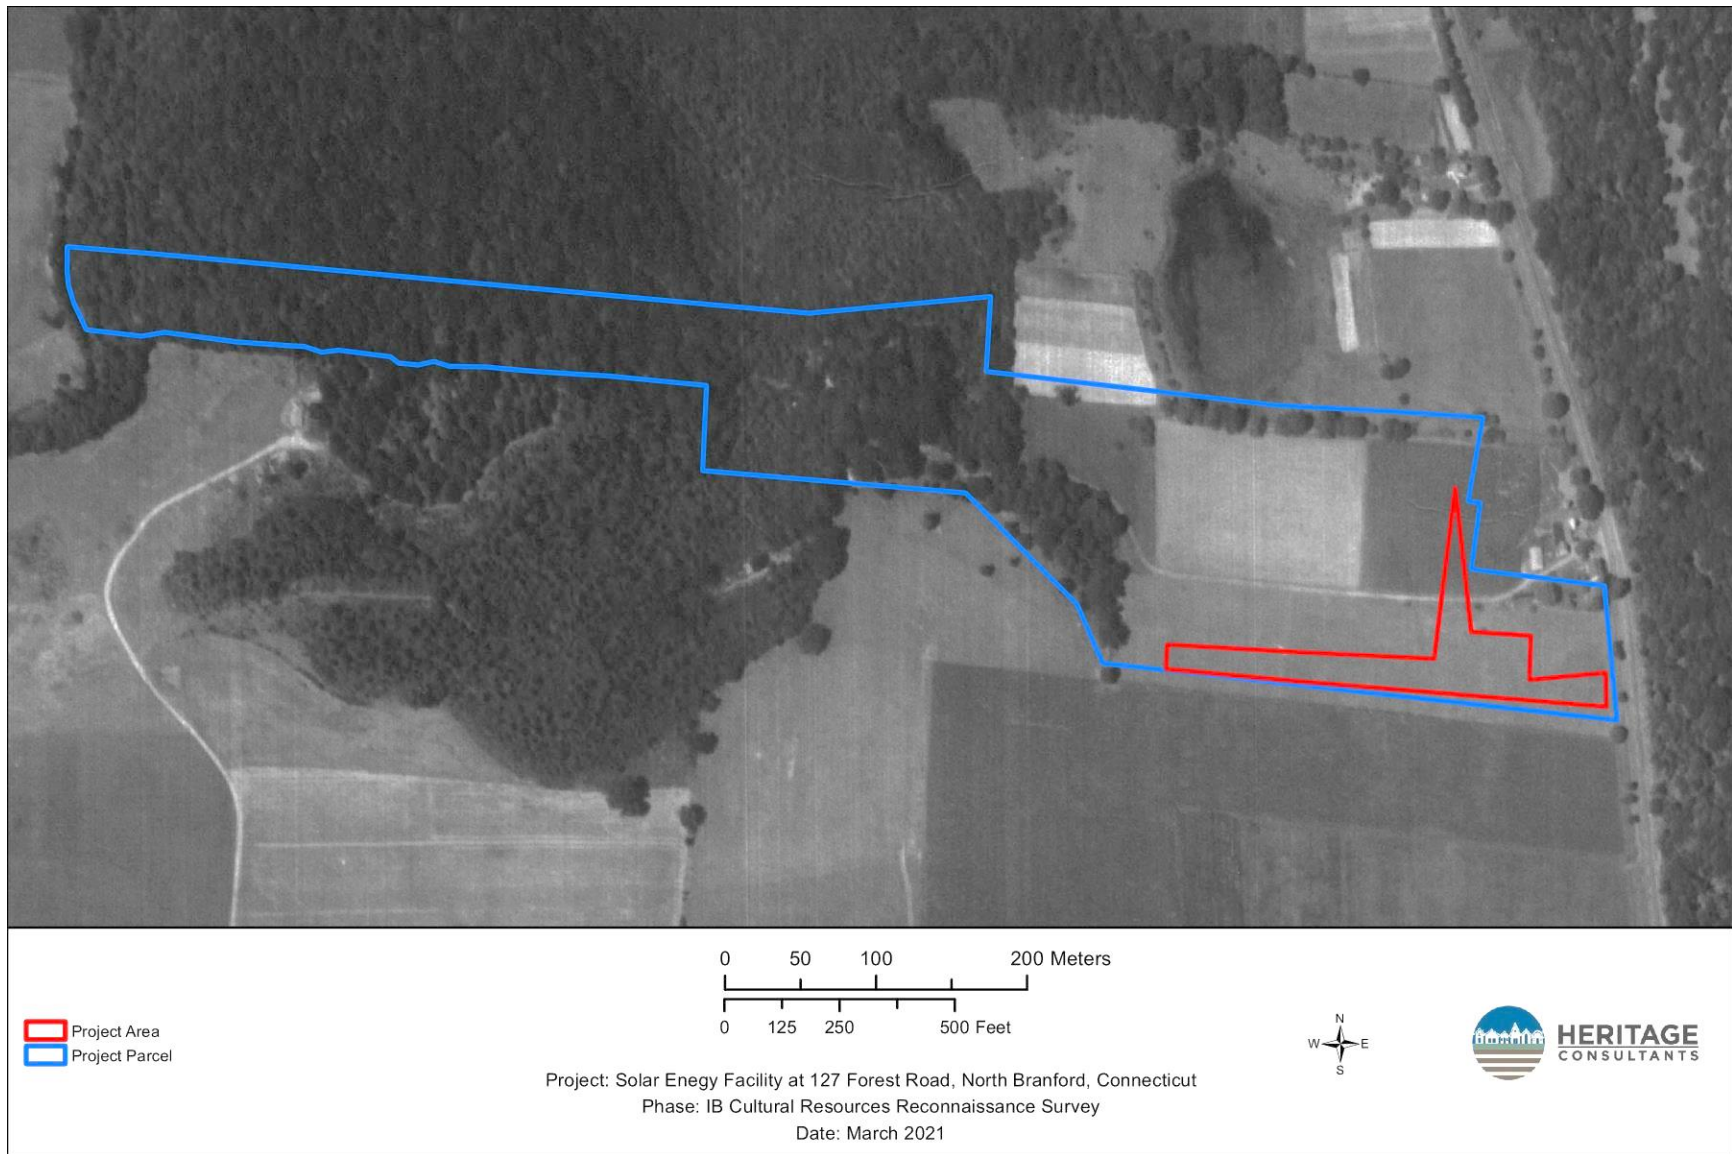 0 50 100 200 Meters
0 125 250 500 Feet
Project Area
Project Parcel
N
W E
S
HERITAGE
CONSULTANTS
Project: Solar Enegy Facility at 127 Forest Road, North Branford, Connecticut
Phase: IB Cultural Resources Reconnaissance Survey
Date: March 2021